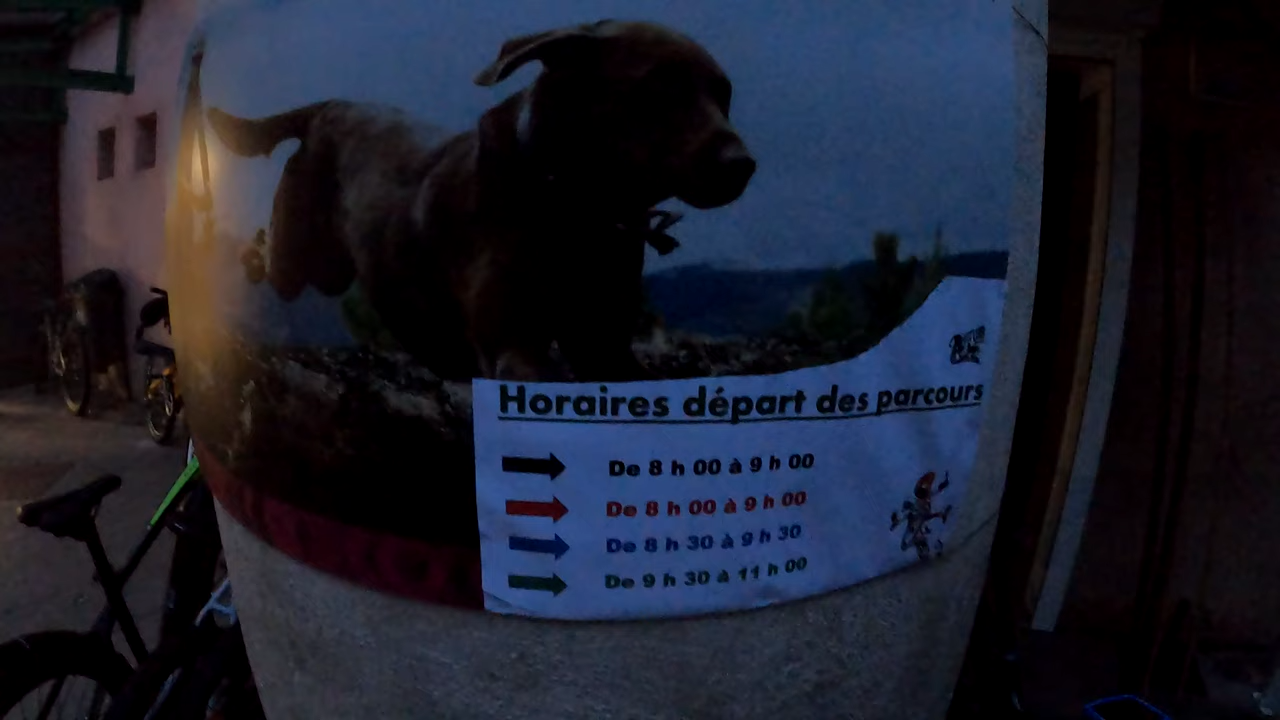 Horaires départ des parcours
De 8 h 00 à 9 h 00
De 8 h 00 à 9 h 00
De 8 h 30 à 9 h 30
De 9 h 30 à 11 h 00